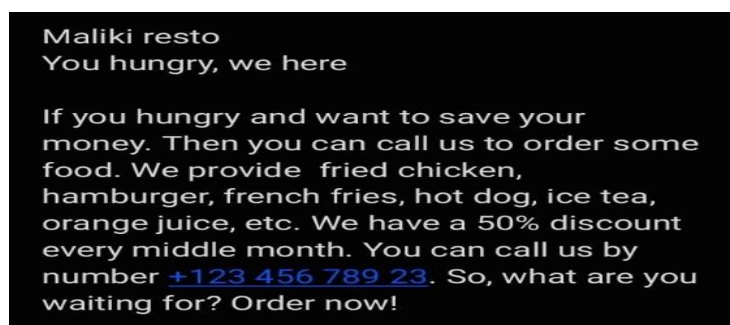 Maliki resto
You hungry, we here
If you hungry and want to save your
money. Then you can call us to order some
food. We provide  fried chicken,
hamburger, french fries, hot dog, ice tea,
orange juice, etc. We have a 50% discount
every middle month. You can call us by
number +123 456 789 23. So, what are you
waiting for? Order now!